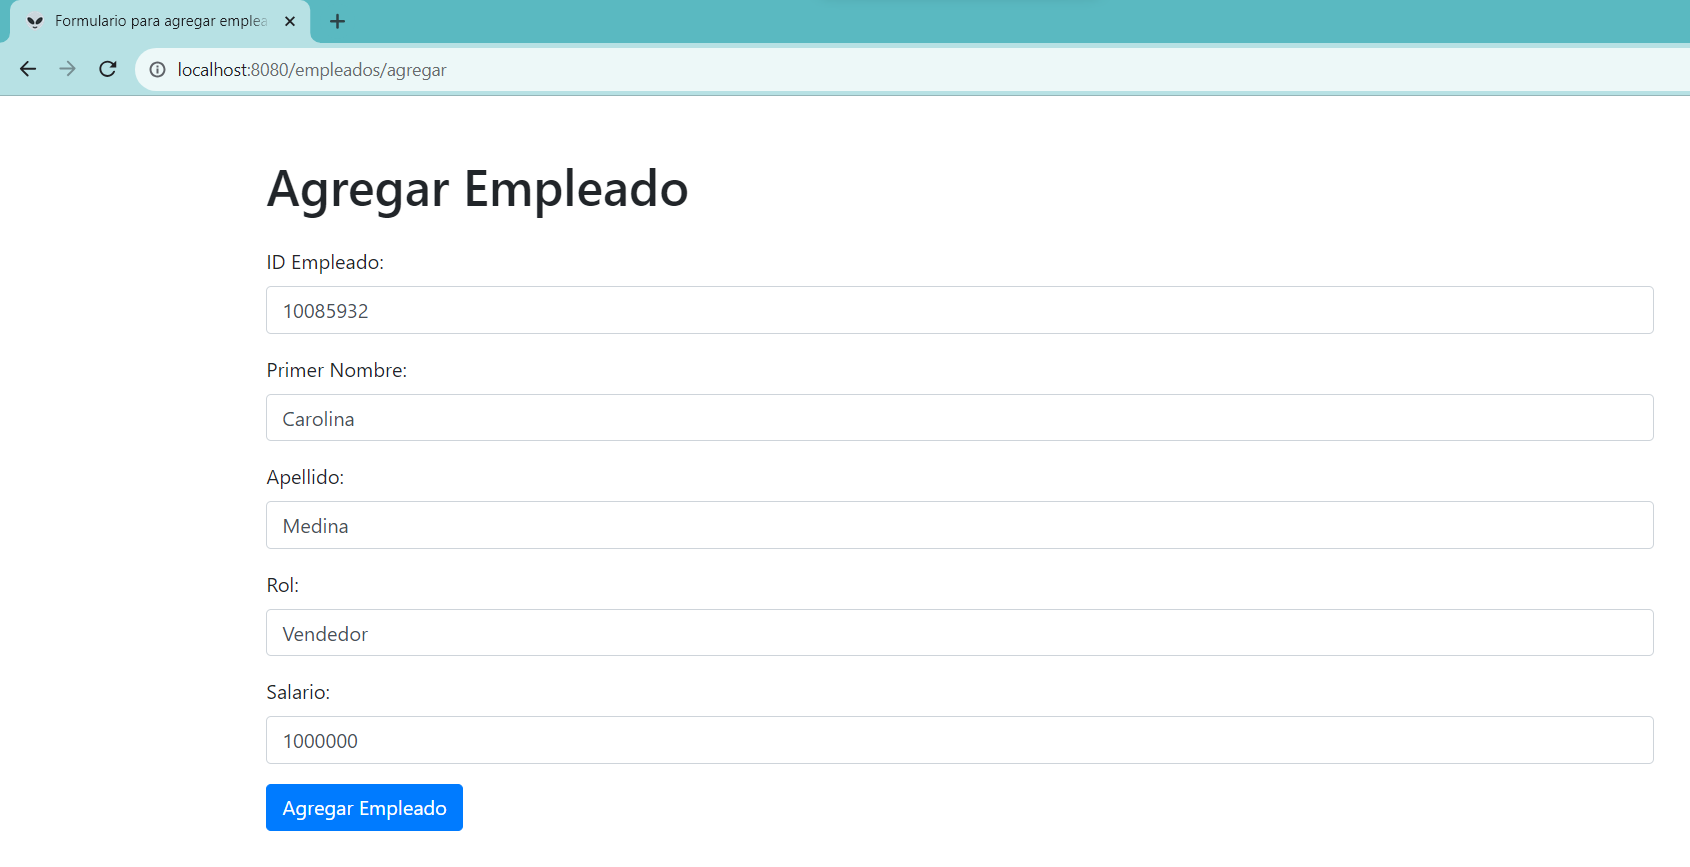 Formulario para agregar emplea
localhost:8080/empleados/agregar
Agregar Empleado
ID Empleado:
10085932
Primer Nombre:
Carolina
Apellido:
Medina
Rol:
Vendedor
Salario:
1000000
Agregar Empleado